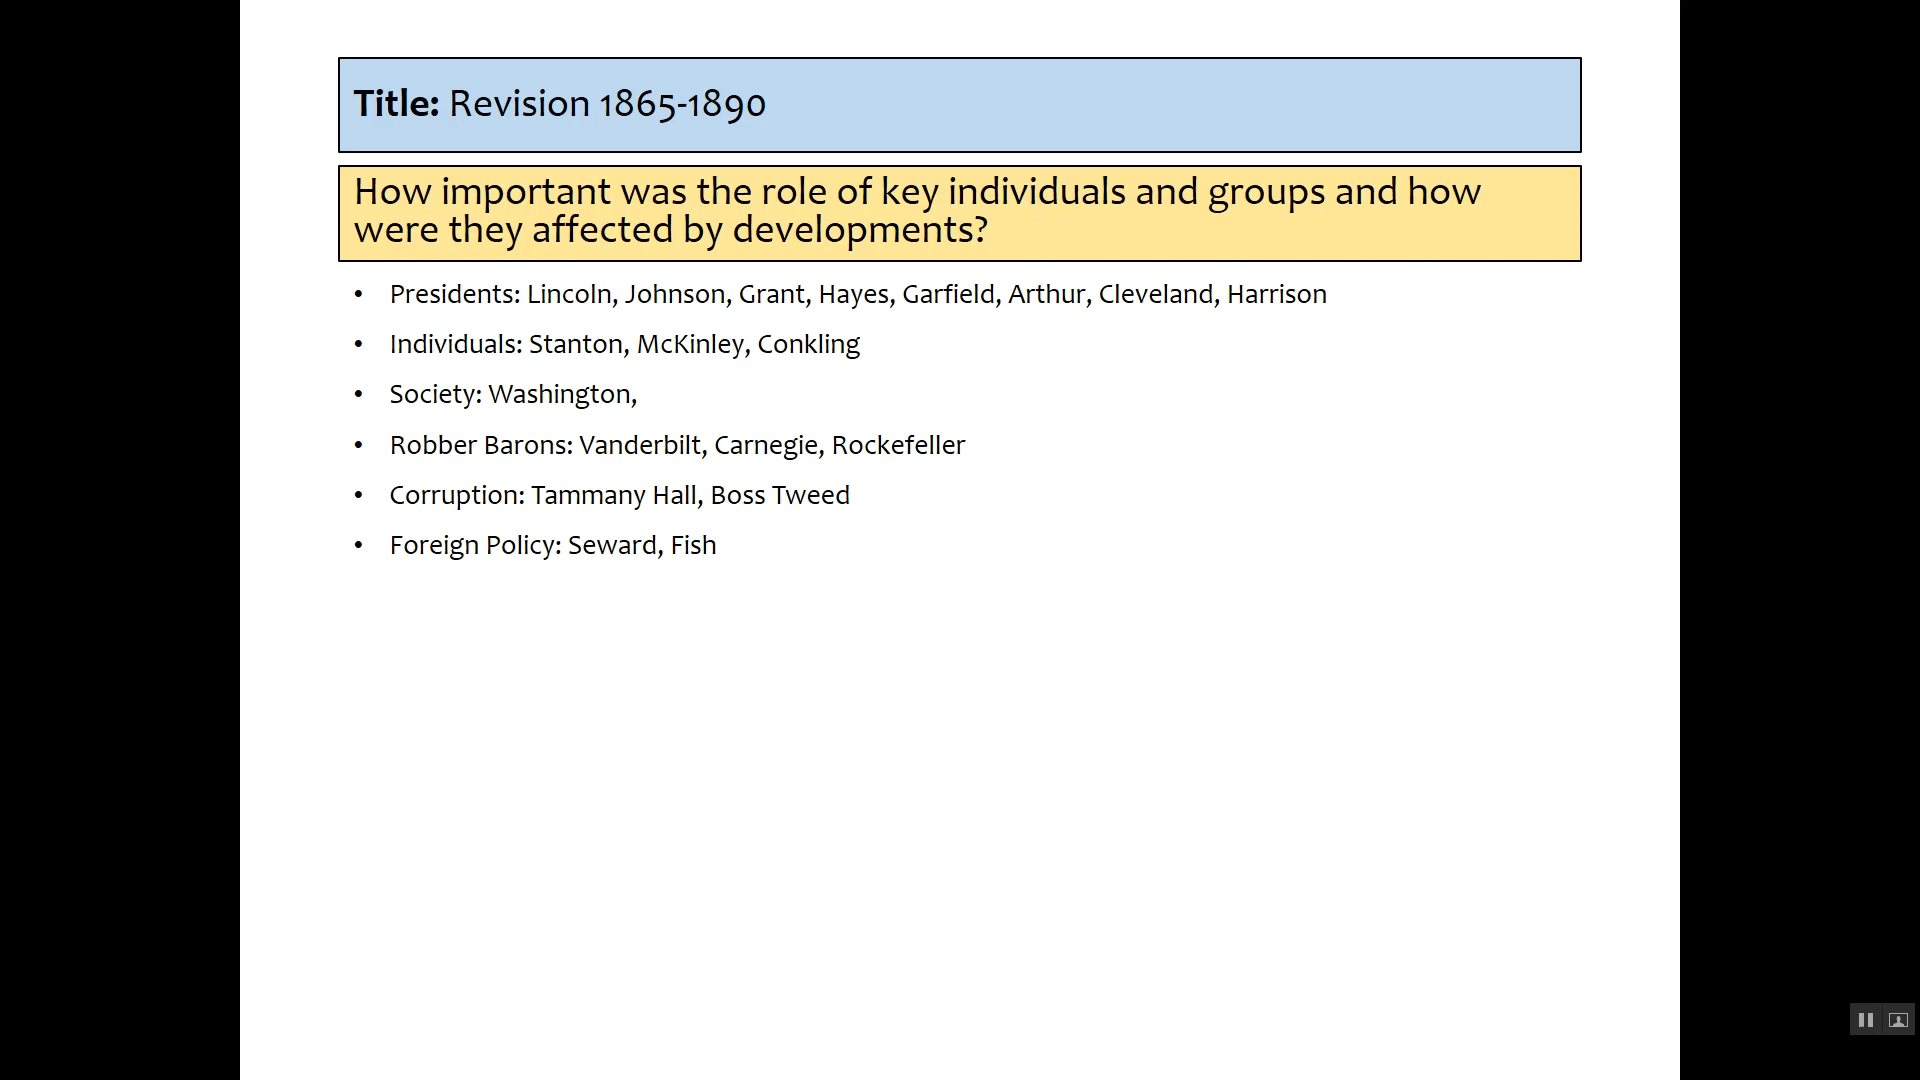 Title: Revision 1865-1890
How important was the role of key individuals and groups and how
were they affected by developments?
• Presidents: Lincoln, Johnson, Grant, Hayes, Garfield, Arthur, Cleveland, Harrison
• Individuals: Stanton, McKinley, Conkling
• Society: Washington,
• Robber Barons: Vanderbilt, Carnegie, Rockefeller
• Corruption: Tammany Hall, Boss Tweed
• Foreign Policy: Seward, Fish